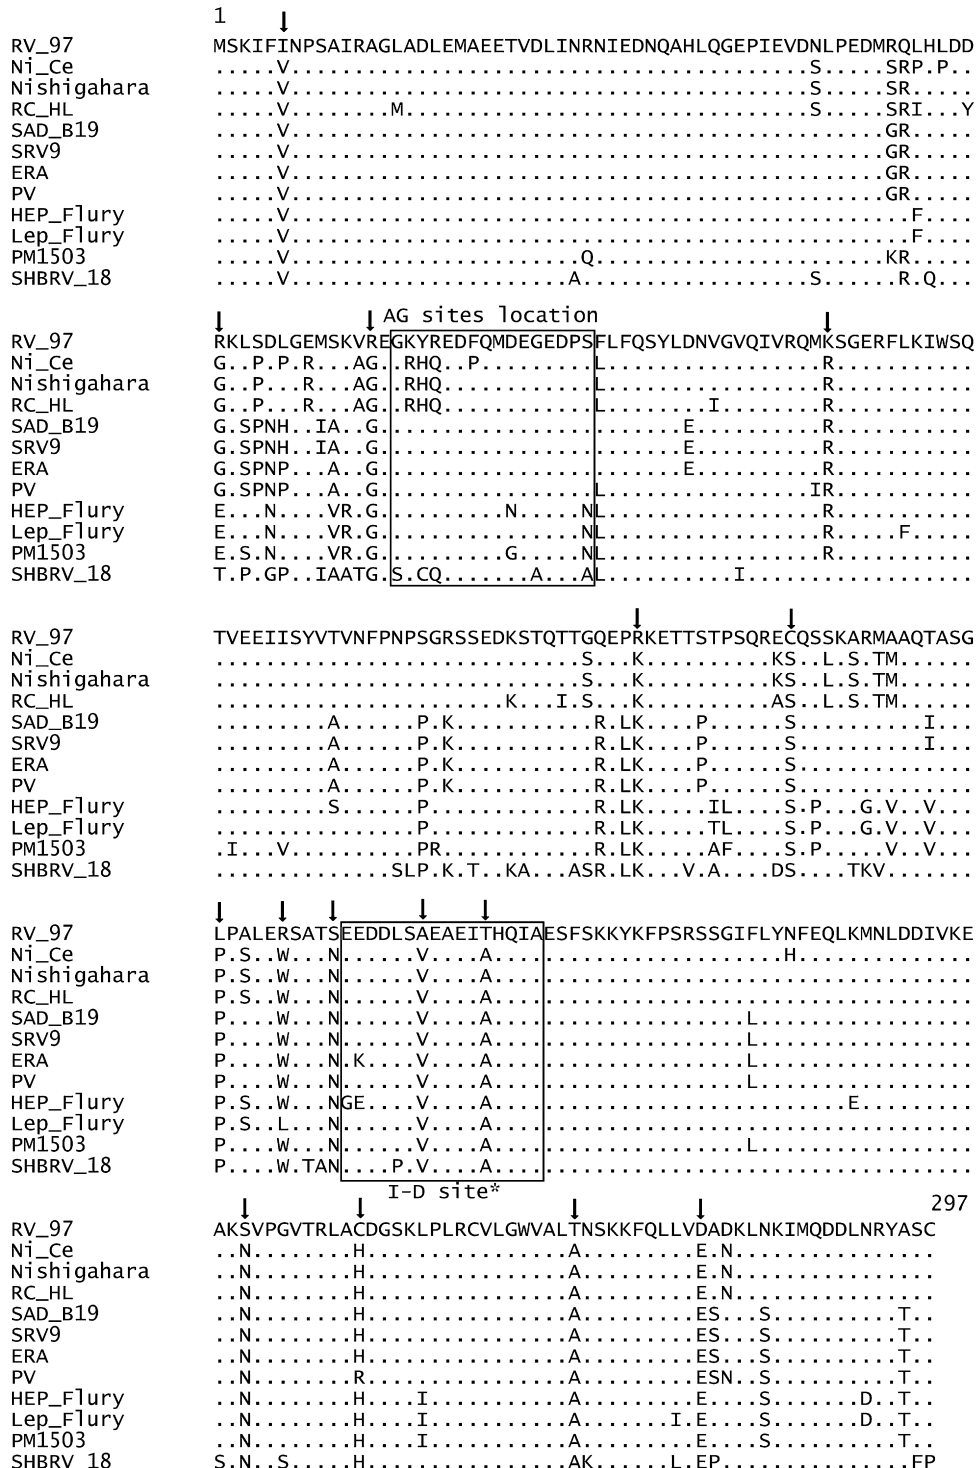 1
RV_97 MSKIFINPSAIRAGLADLEMAEETVDLINRNIEDNQAHLQGEPIEVDNLPEDMRQLHLDD
Ni_Ce .....V.........................................S.....SRP.P..
Nishigahara .....V.........................................S.....SR.....
RC_HL .....V........M................................S.....SRI...Y
SAD_B19 .....V...............................................GR.....
SRV9 .....V...............................................GR.....
ERA .....V...............................................GR.....
PV .....V...............................................GR.....
HEP_Flury .....V.................................................F....
Lep_Flury .....V.................................................F....
PM1503 .....V.......................Q.......................KR.....
SHBRV_18 .....V......................A..................S......R.Q...
AG sites location
RV_97 RKLSDLGEMSKVREGKYREDFQMDEGEDPSFLFQSYLDNVGVQIVRQMKSGERFLKIWSQ
Ni_Ce G..P...R...AG..RHQ..P.........L.................R...........
Nishigahara G..P...R...AG..RHQ............L.................R...........
RC_HL G..P...R...AG..RHQ............L........I........R...........
SAD_B19 G.SPNH..IA..G........................E..........R...........
SRV9 G.SPNH..IA..G........................E..........R...........
ERA G.SPNP...A..G........................E..........R...........
PV G.SPNP...A..G.................L................IR...........
HEP_Flury E...N....VR.G..........N.....NL.................R...........
Lep_Flury E...N....VR.G................NL.................R.....F.....
PM1503 E.S.N....VR.G..........G.....NL.................R...........
SHBRV_18 T.P.GP..IAATG.S.CQ.......A...AL..........I..................
RV_97 TVEEIISYVTVNFPNPSGRSSEDKSTQTTGQEPRKETTSTPSQRECQSSKARMAAQTASG
Ni_Ce .............................S...K..........KS..L.S.TM......
Nishigahara .............................S...K..........KS..L.S.TM......
RC_HL .......................K...I.S...K..........AS..L.S.TM......
SAD_B19 .........A......P.K...........R.LK....P......S..........I...
SRV9 .........A......P.K...........R.LK....P......S..........I...
ERA .........A......P.K...........R.LK....P......S..............
PV .........A......P.K...........R.LK....P......S..............
HEP_Flury .........S......P.............R.LK.....IL....S.P...G.V..V...
Lep_Flury ................P.............R.LK.....TL....S.P...G.V..V...
PM1503 .I...V..........PR............R.LK.....AF....S.P.....V..V...
SHBRV_18 ..............SLP.K.T..KA...ASR.LK...V.A....DS....TKV.......
RV_97 LPALERSATSEEDDLSAEAEITHQIAESFSKKYKFPSRSSGIFLYNFEQLKMNLDDIVKE
Ni_Ce P.S..W...N......V....A.......................H..............
Nishigahara P.S..W...N......V....A......................................
RC_HL P.S..W...N......V....A......................................
SAD_B19 P....W...N......V....A....................L.................
SRV9 P....W...N......V....A....................L.................
ERA P....W...N.K....V....A....................L.................
PV P....W...N......V....A....................L.................
HEP_Flury P.S..W...NGE.....V....A............................E.........
Lep_Flury P.S..L...N......V....A......................................
PM1503 P....W...N......V....A....................L.................
SHBRV_18 P....W.TAN....P.V....A......................................
I-D site*
297
RV_97 AKSVPGVTRLACDGSKLPLRCVLGWVALTNSKKFQLLVDADKLNKIMQDDLNRYASC
Ni_Ce ..N........H................A.........E.N................
Nishigahara ..N........H................A.........E.N................
RC_HL ..N........H................A.........E.N................
SAD_B19 ..N........H................A.........ES...S..........T..
SRV9 ..N........H................A.........ES...S..........T..
ERA ..N........H................A.........ES...S..........T..
PV ..N........R................A.........ESN..S..........T..
HEP_Flury ..N........H....I...........A.........E....S.......D..T..
Lep_Flury ..N........H....I...........A.......I.E....S.......D..T..
PM1503 ..N........H....I...........A.........E....S..........T..
SHBRV_18 S.N..S.....H................AK......L.EP...............FP